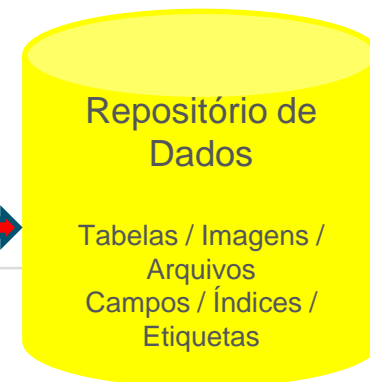 Repositório de
Dados
Tabelas / Imagens /
Arquivos
Campos / Índices /
Etiquetas